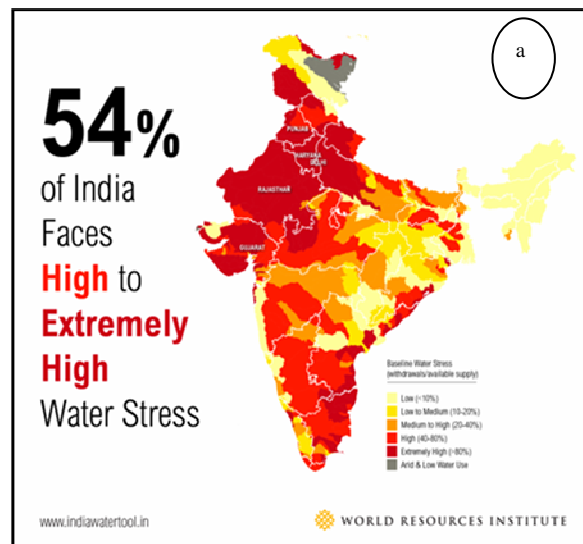 a
54%
of India
Faces
High to
Extremely
High
Water Stress
PUNJAB
HARYANA
DELHI
RAJASTHAN
GUJARAT
Baseline Water Stress
(withdrawals/available supply)
Low (<10%)
Low to Medium (10-20%)
Medium to High (20-40%)
High (40-80%)
Extremely High (>80%)
Arid & Low Water Use
www.indiawatertool.in
WORLD RESOURCES INSTITUTE